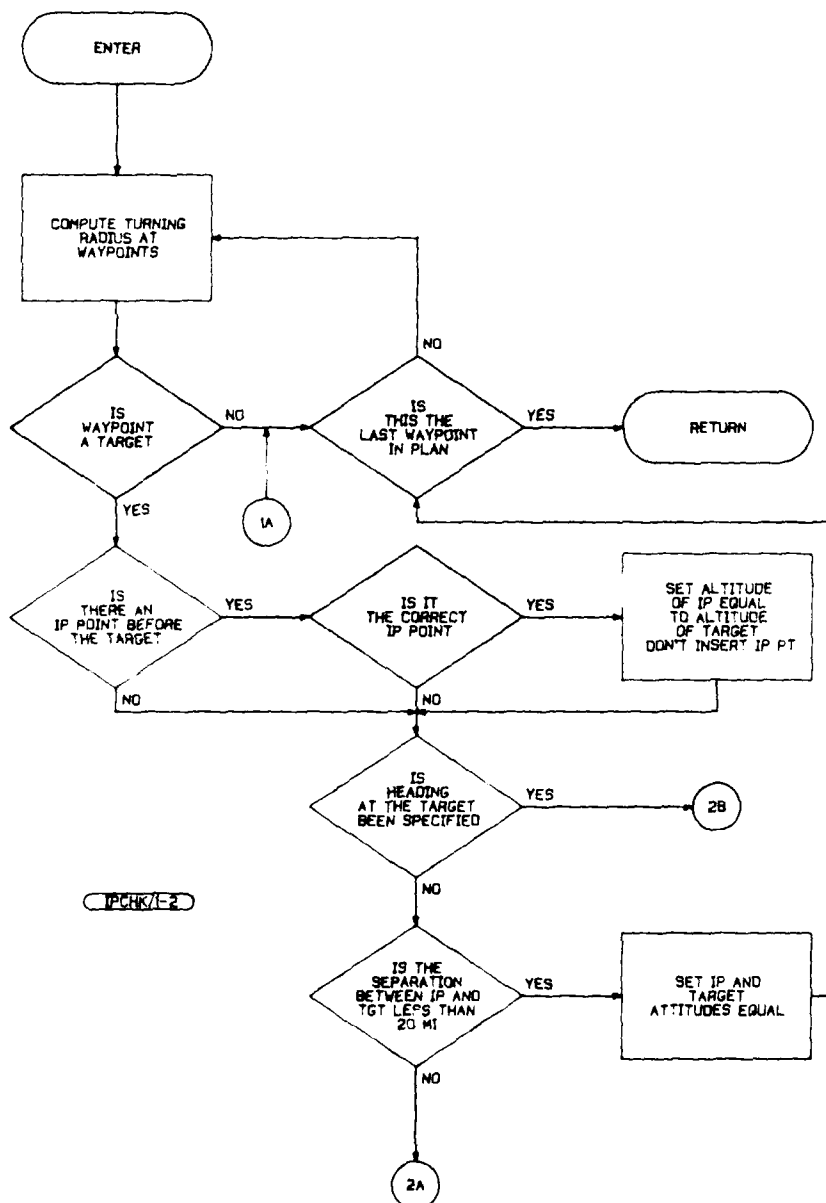 ENTER
COMPUTE TURNING
RADIUS AT
WAYPOINTS
NO
IS
WAYPOINT
A TARGET
NO
IS
THIS THE
LAST WAYPOINT
IN PLAN
YES
RETURN
YES
1A
IS
THERE AN
IP POINT BEFORE
THE TARGET
YES
IS IT
THE CORRECT
IP POINT
YES
SET ALTITUDE
OF IP EQUAL
TO ALTITUDE
OF TARGET
DON'T INSERT IP PT
NO
NO
IS
HEADING
AT THE TARGET
BEEN SPECIFIED
YES
2B
NO
IPCHK/1-2
IS THE
SEPARATION
BETWEEN IP AND
TGT LESS THAN
20 MI
YES
SET IP AND
TARGET
ATTITUDES EQUAL
NO
2A